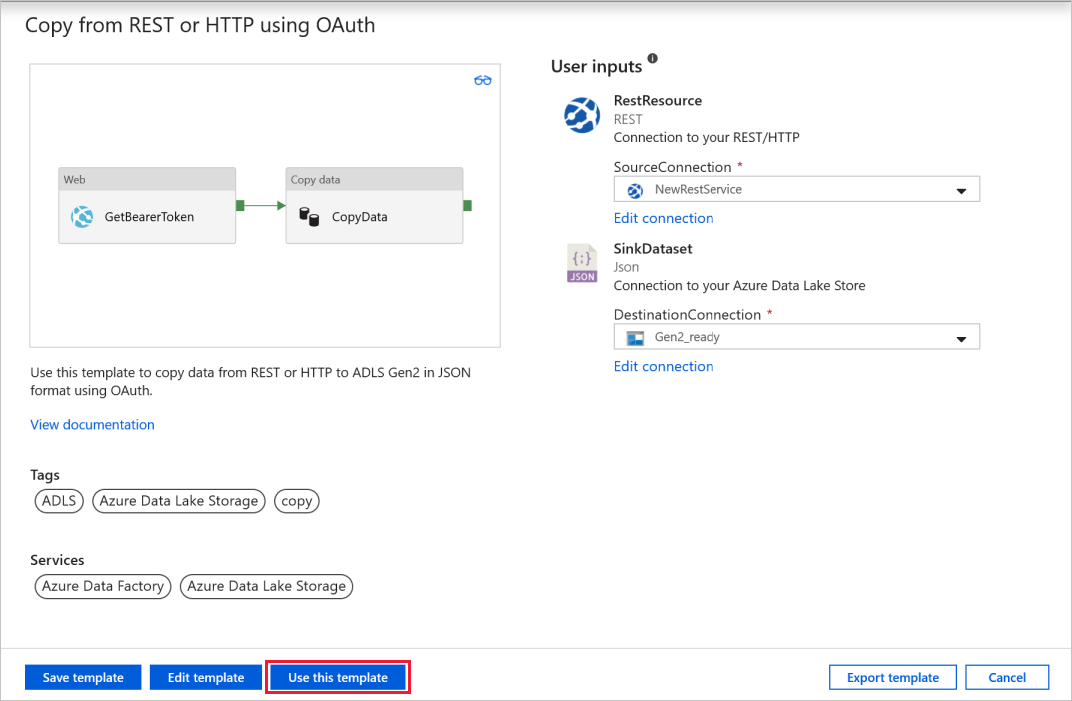 Copy from REST or HTTP using OAuth
Web
GetBearerToken
Copy data
CopyData
Use this template to copy data from REST or HTTP to ADLS Gen2 in JSON
format using OAuth.
View documentation
Tags
ADLS
Azure Data Lake Storage
copy
Services
Azure Data Factory
Azure Data Lake Storage
User inputs
RestResource
REST
Connection to your REST/HTTP
SourceConnection *
NewRestService
Edit connection
{:}
JSON
SinkDataset
Json
Connection to your Azure Data Lake Store
DestinationConnection *
Gen2_ready
Edit connection
Save template
Edit template
Use this template
Export template
Cancel